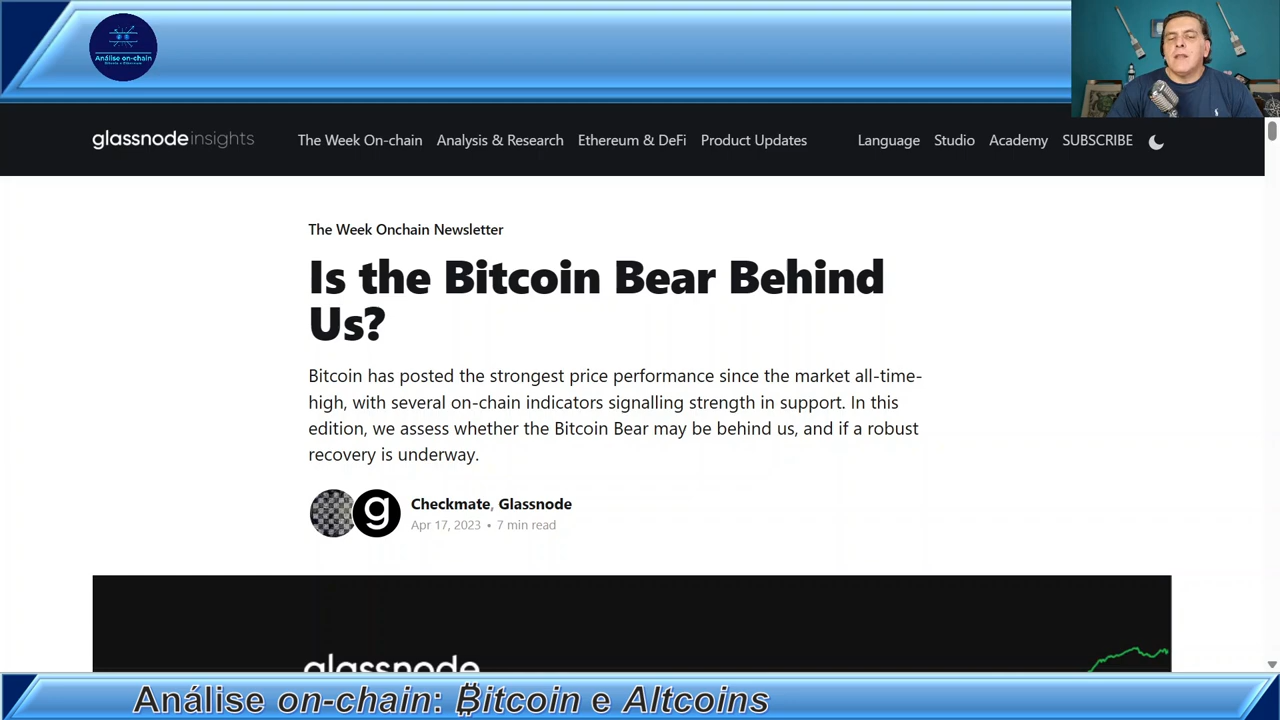 Análise on-chain
glassnode insights
The Week On-chain
Analysis & Research
Ethereum & DeFi
Product Updates
Language
Studio
Academy
SUBSCRIBE
The Week Onchain Newsletter
Is the Bitcoin Bear Behind
Us?
Bitcoin has posted the strongest price performance since the market all-time-
high, with several on-chain indicators signalling strength in support. In this
edition, we assess whether the Bitcoin Bear may be behind us, and if a robust
recovery is underway.
Checkmate, Glassnode
Apr 17, 2023 • 7 min read
glassnode
Análise on-chain: ₿itcoin e Altcoins